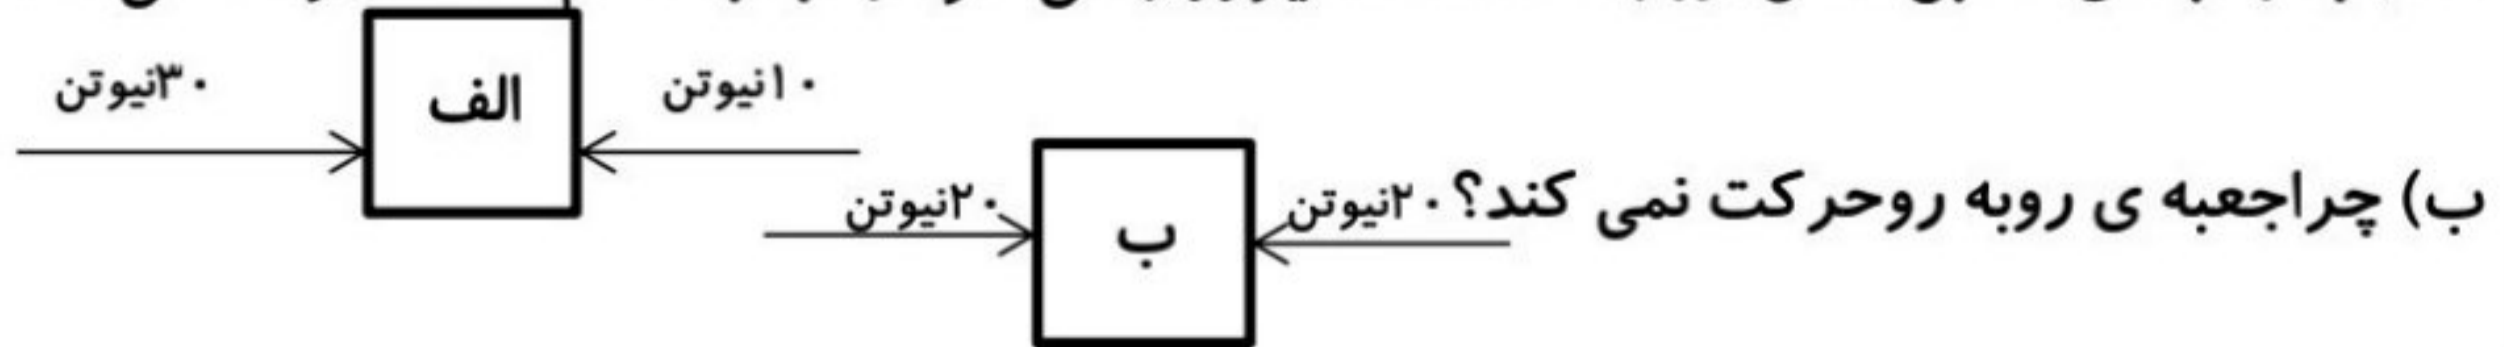 ۳۰نیوتن
الف
۱۰نیوتن
ب) چراجعبه ی روبه روحرکت نمی کند؟
۲۰نیوتن
ب
۲۰نیوتن